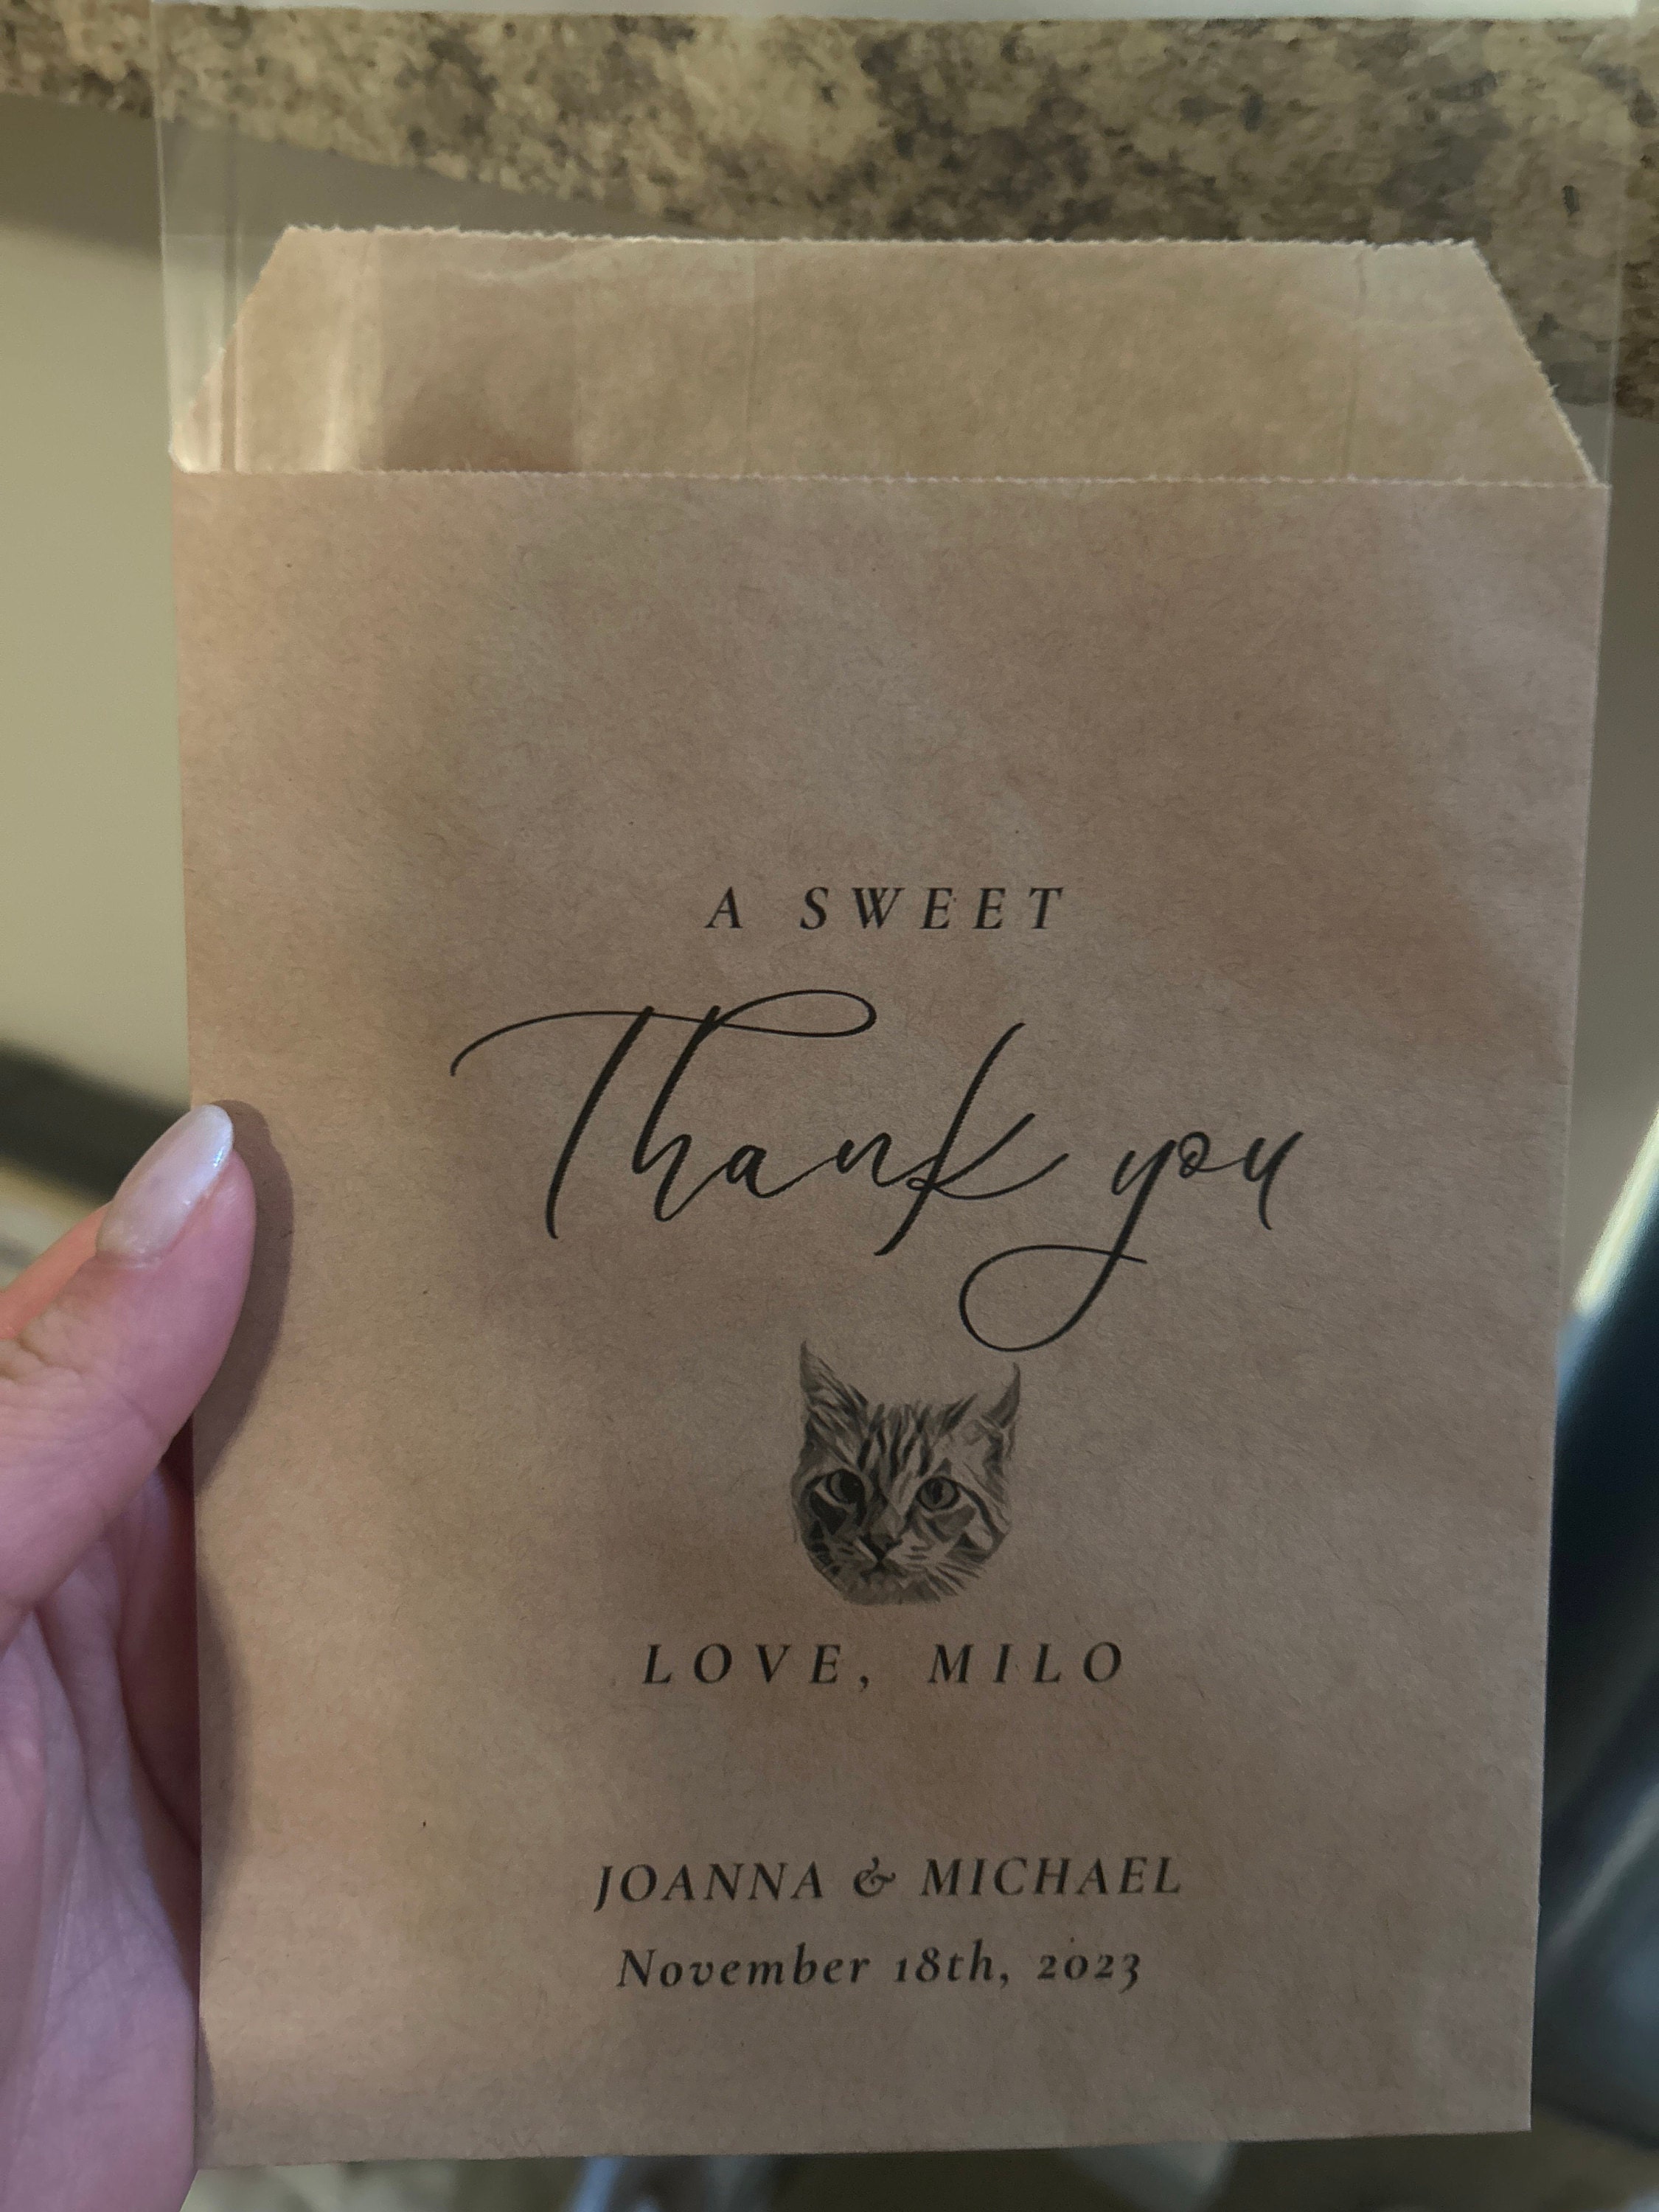 A SWEET
Thank you
LOVE, MILO
JOANNA & MICHAEL
November 18th, 2023